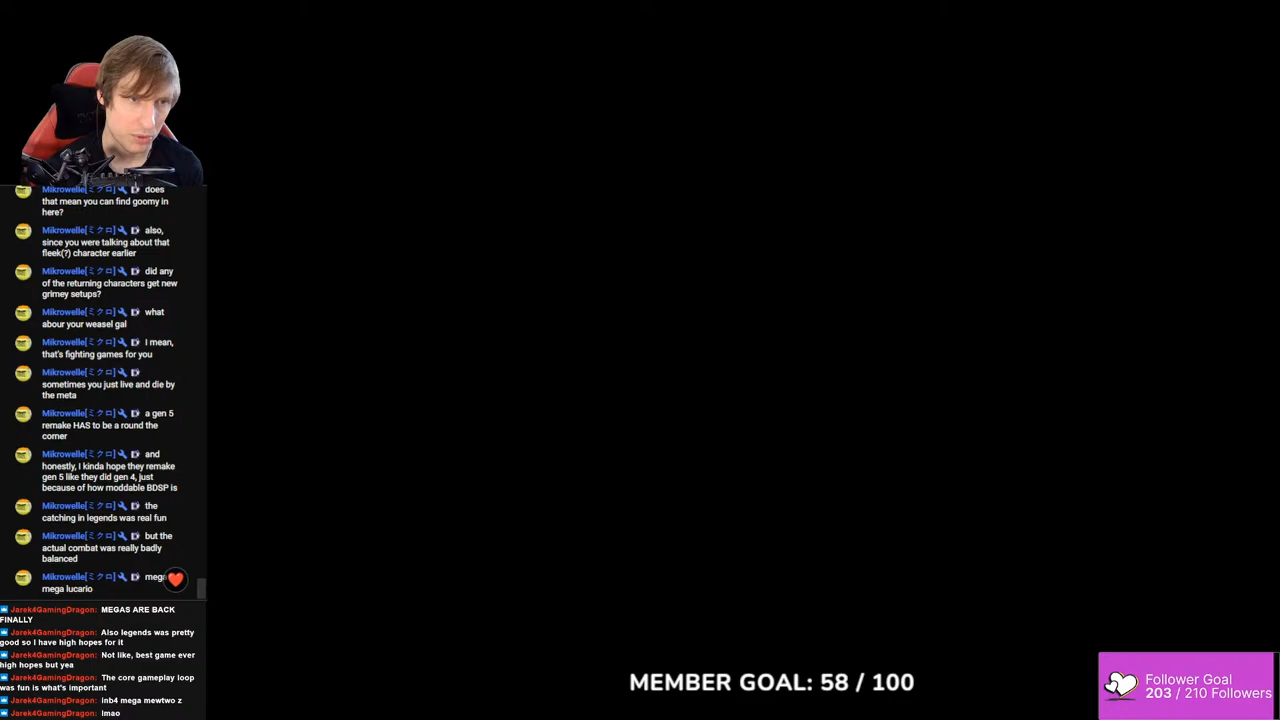 Mikrowelle[ミクロ] does
that mean you can find goomy in
here?
Mikrowelle[ミクロ] also,
since you were talking about that
fleek(?) character earlier
Mikrowelle[ミクロ] did any
of the returning characters get new
grimey setups?
Mikrowelle[ミクロ] what
abour your weasel gal
Mikrowelle[ミクロ] I mean,
that's fighting games for you
Mikrowelle[ミクロ]
sometimes you just live and die by
the meta
Mikrowelle[ミクロ] a gen 5
remake HAS to be a round the
corner
Mikrowelle[ミクロ] and
honestly, I kinda hope they remake
gen 5 like they did gen 4, just
because of how moddable BDSP is
Mikrowelle[ミクロ] the
catching in legends was real fun
Mikrowelle[ミクロ] but the
actual combat was really badly
balanced
Mikrowelle[ミクロ] mega
mega lucario
Jarek4GamingDragon: MEGAS ARE BACK
FINALLY
Jarek4GamingDragon: Also legends was pretty
good so I have high hopes for it
Jarek4GamingDragon: Not like, best game ever
high hopes but yea
Jarek4GamingDragon: The core gameplay loop
was fun is what's important
Jarek4GamingDragon: inb4 mega mewtwo z
Jarek4GamingDragon: lmao
MEMBER GOAL: 58 / 100
Follower Goal
203 / 210 Followers